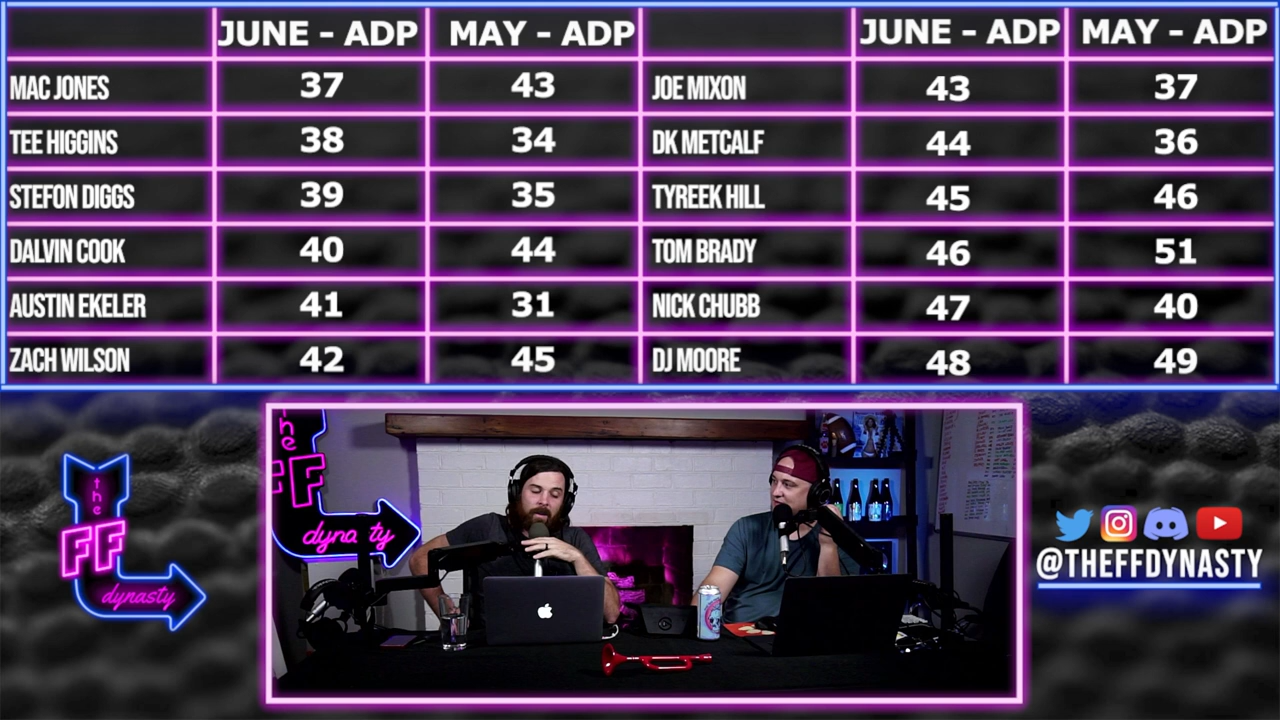 JUNE - ADP MAY - ADP JUNE - ADP MAY - ADP
MAC JONES 37 43 JOE MIXON 43 37
TEE HIGGINS 38 34 DK METCALF 44 36
STEFON DIGGS 39 35 TYREEK HILL 45 46
DALVIN COOK 40 44 TOM BRADY 46 51
AUSTIN EKELER 41 31 NICK CHUBB 47 40
ZACH WILSON 42 45 DJ MOORE 48 49
the
FF
dynasty
he
FF
dynasty
@THEFFDYNASTY